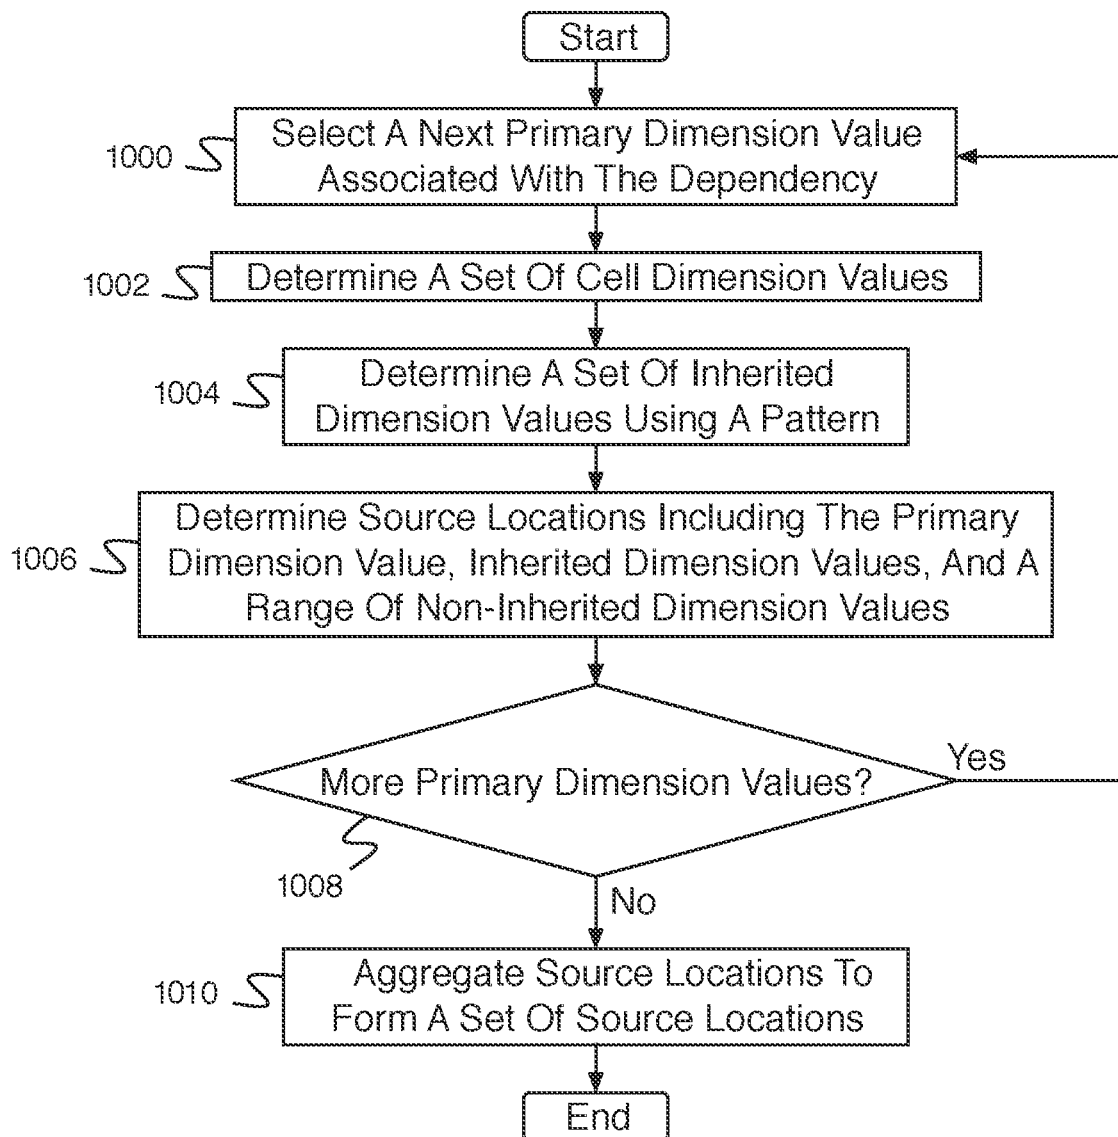 Start
1000
Select A Next Primary Dimension Value
Associated With The Dependency
1002
Determine A Set Of Cell Dimension Values
1004
Determine A Set Of Inherited
Dimension Values Using A Pattern
1006
Determine Source Locations Including The Primary
Dimension Value, Inherited Dimension Values, And A
Range Of Non-Inherited Dimension Values
More Primary Dimension Values?
Yes
1008
No
1010
Aggregate Source Locations To
Form A Set Of Source Locations
End